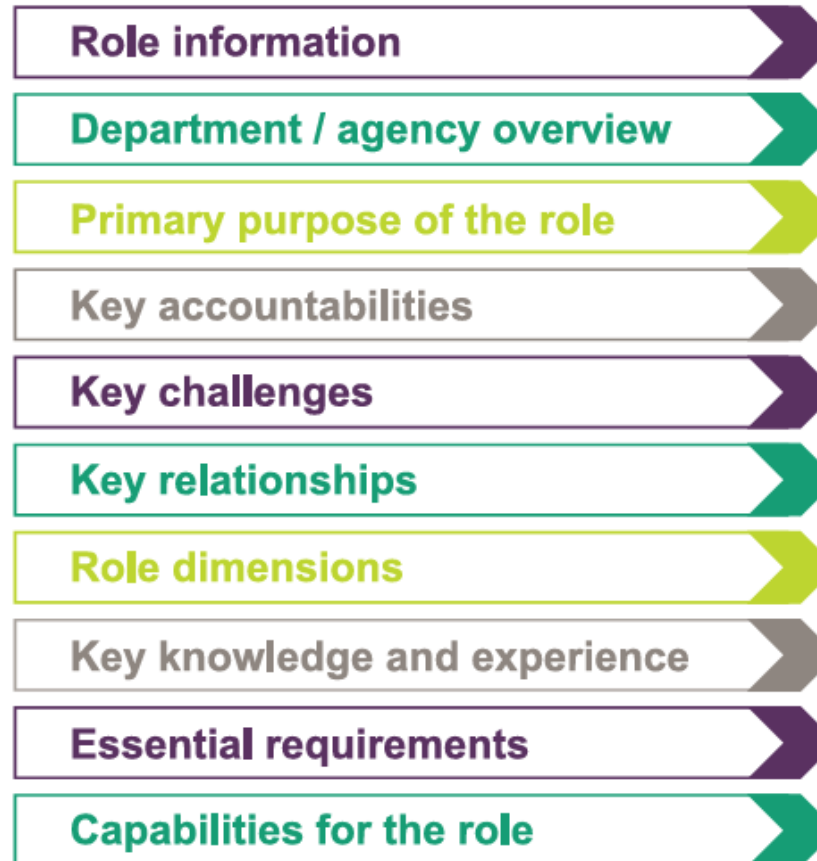 Role information
Department / agency overview
Primary purpose of the role
Key accountabilities
Key challenges
Key relationships
Role dimensions
Key knowledge and experience
Essential requirements
Capabilities for the role